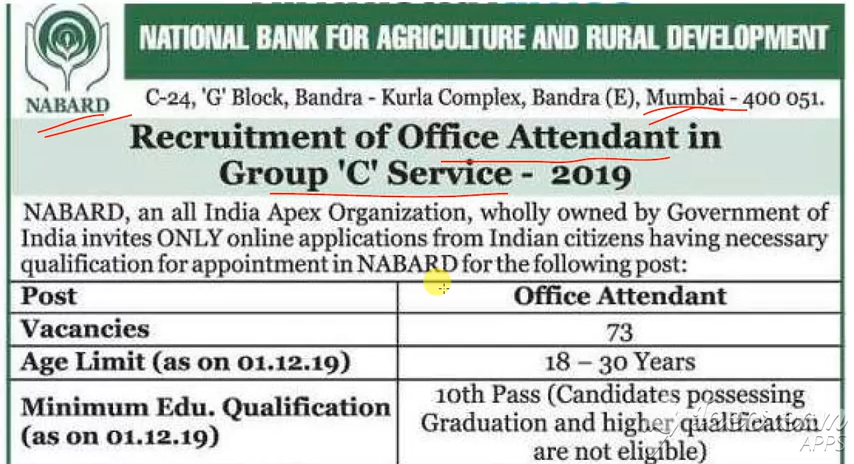 NATIONAL BANK FOR AGRICULTURE AND RURAL DEVELOPMENT
NABARD
C-24, 'G' Block, Bandra - Kurla Complex, Bandra (E), Mumbai - 400 051.
Recruitment of Office Attendant in
Group 'C' Service - 2019
NABARD, an all India Apex Organization, wholly owned by Government of
India invites ONLY online applications from Indian citizens having necessary
qualification for appointment in NABARD for the following post:
Post Office Attendant
Vacancies 73
Age Limit (as on 01.12.19) 18 – 30 Years
Minimum Edu. Qualification
(as on 01.12.19)
10th Pass (Candidates possessing
Graduation and higher qualification
are not eligible)
APPS